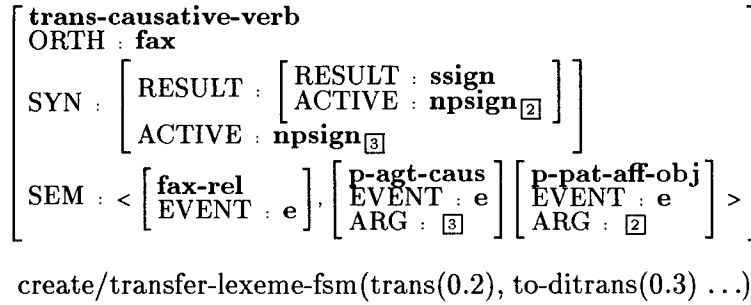 trans-causative-verb
ORTH : fax
SYN : [ RESULT : [ RESULT : ssign
ACTIVE : npsign[2] ]
ACTIVE : npsign[3] ]
SEM : < [ fax-rel
EVENT : e ], [ p-agt-caus
EVENT : e
ARG : [3] ] [ p-pat-aff-obj
EVENT : e
ARG : [2] ] >
create/transfer-lexeme-fsm(trans(0.2), to-ditrans(0.3) ...)